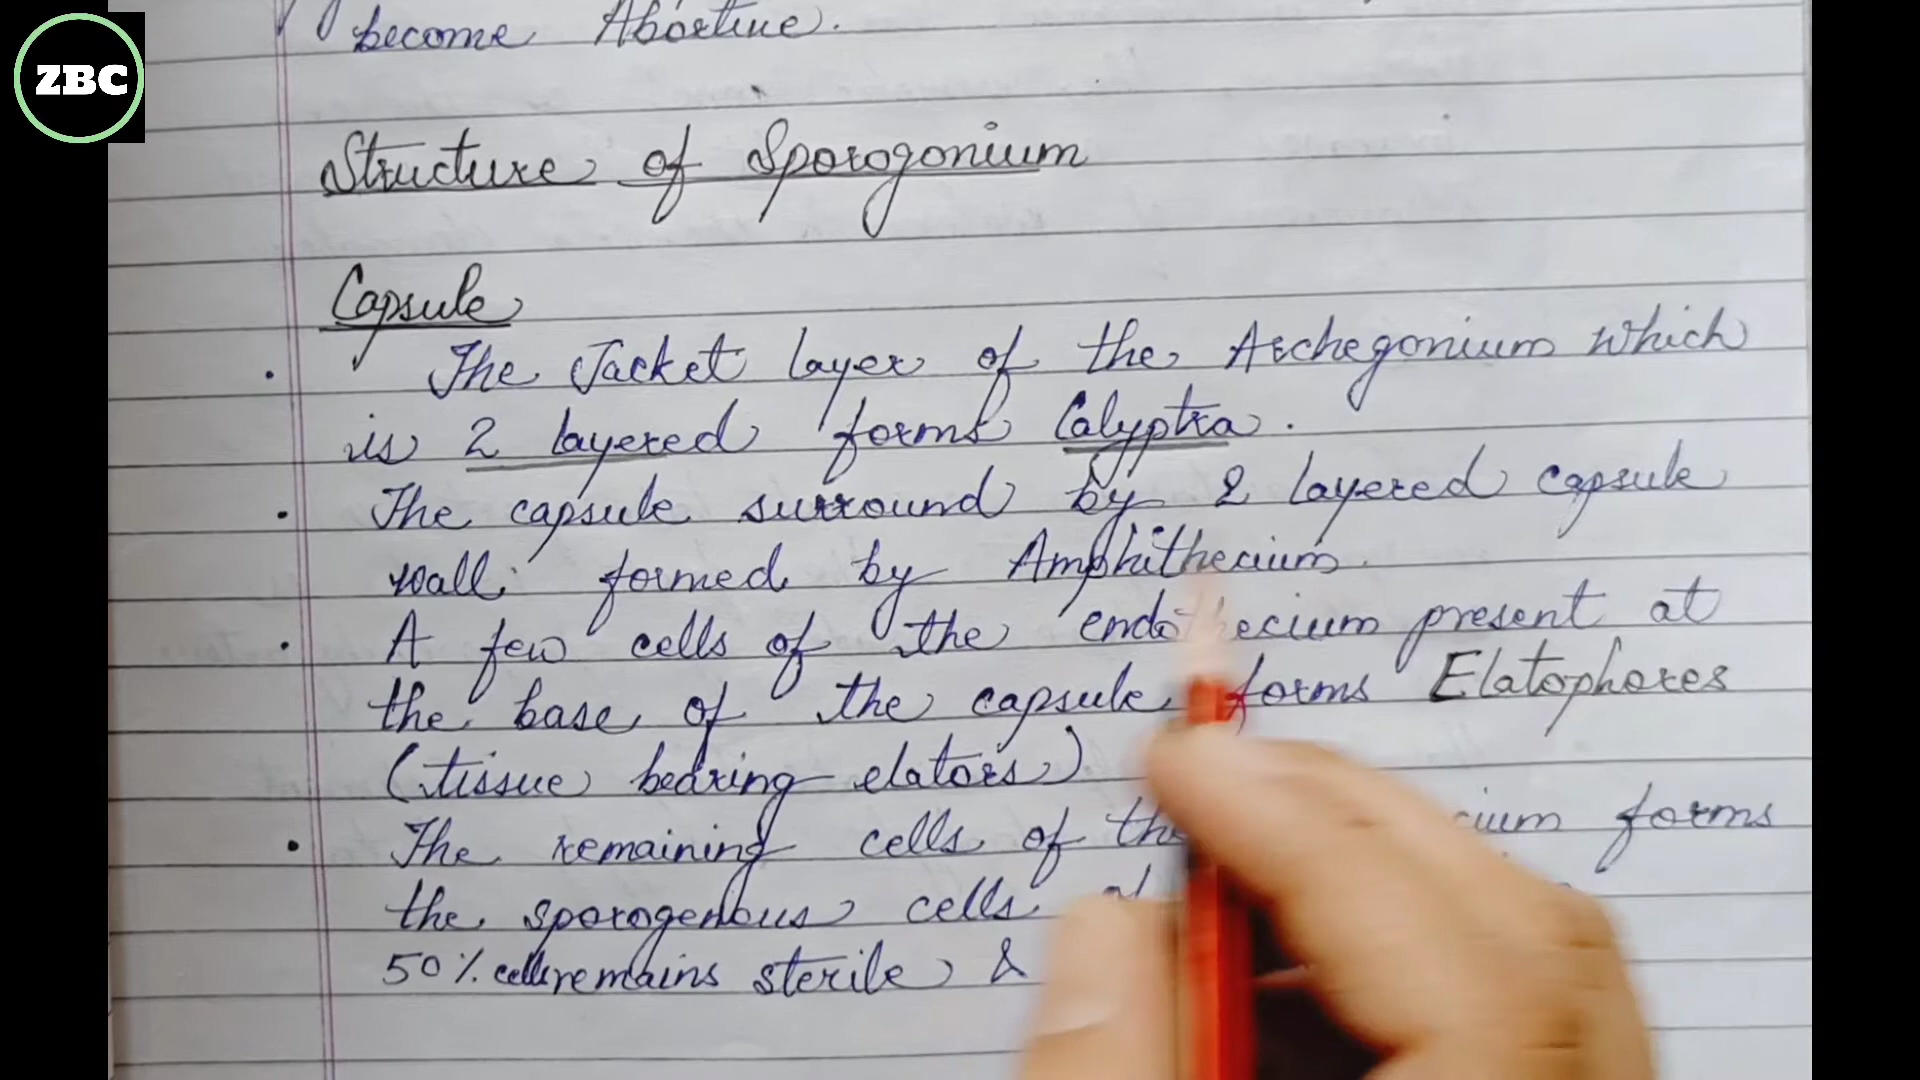 ZBC
become Abortive.
Structure of Sporogonium
Capsule
The Jacket layer of the Archegonium which
is 2 layered forms Calyptra.
The capsule surround by 2 layered capsule
wall formed by Amphithecium.
A few cells of the endothecium present at
the base of the capsule forms Elatophores
(tissue bearing elators)
The remaining cells of the forms
the sporogenous cells
50% cells remains sterile &